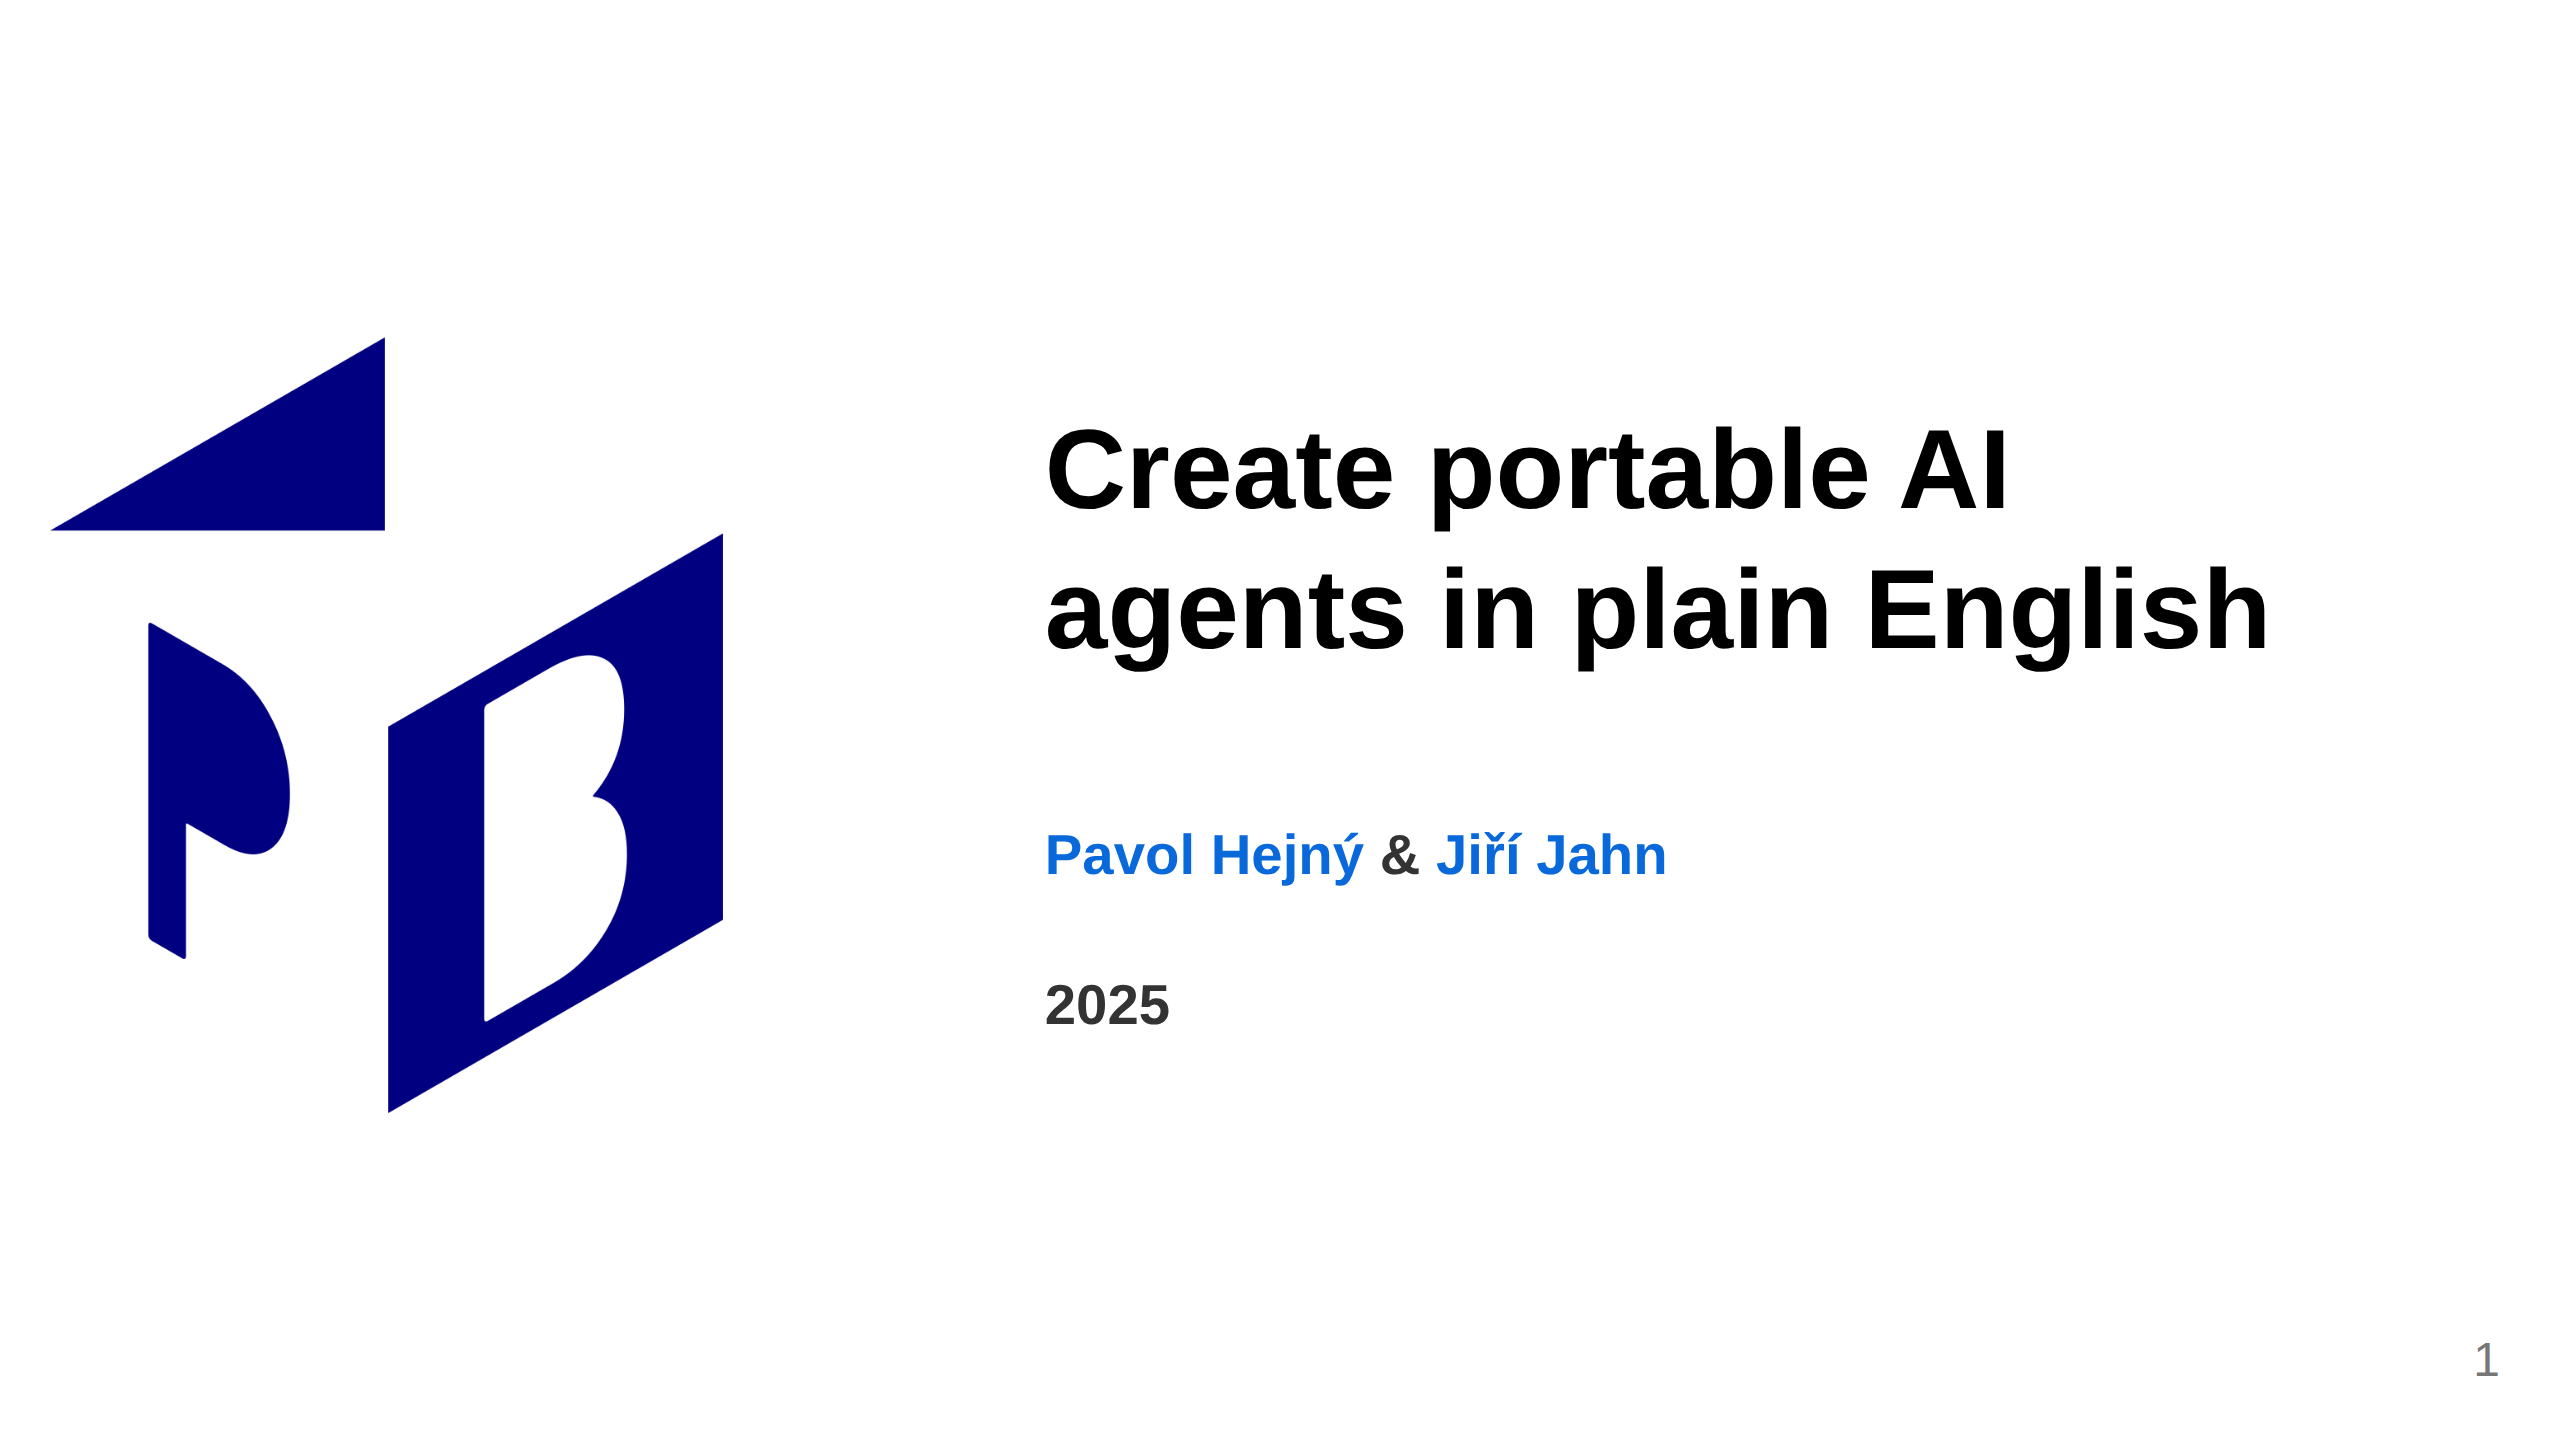 P B
Create portable AI
agents in plain English
Pavol Hejný & Jiří Jahn
2025
1